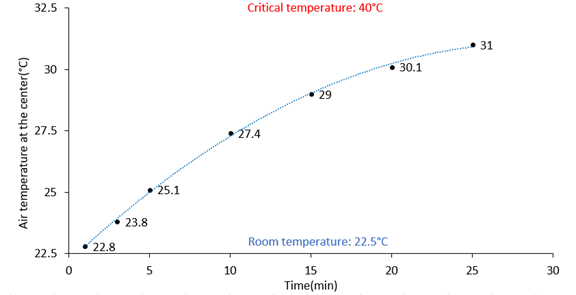 Critical temperature: 40°C
32.5
30
27.5
25
22.5
Air temperature at the center(°C)
31
30.1
29
27.4
25.1
23.8
22.8
Room temperature: 22.5°C
0 5 10 15 20 25 30
Time(min)